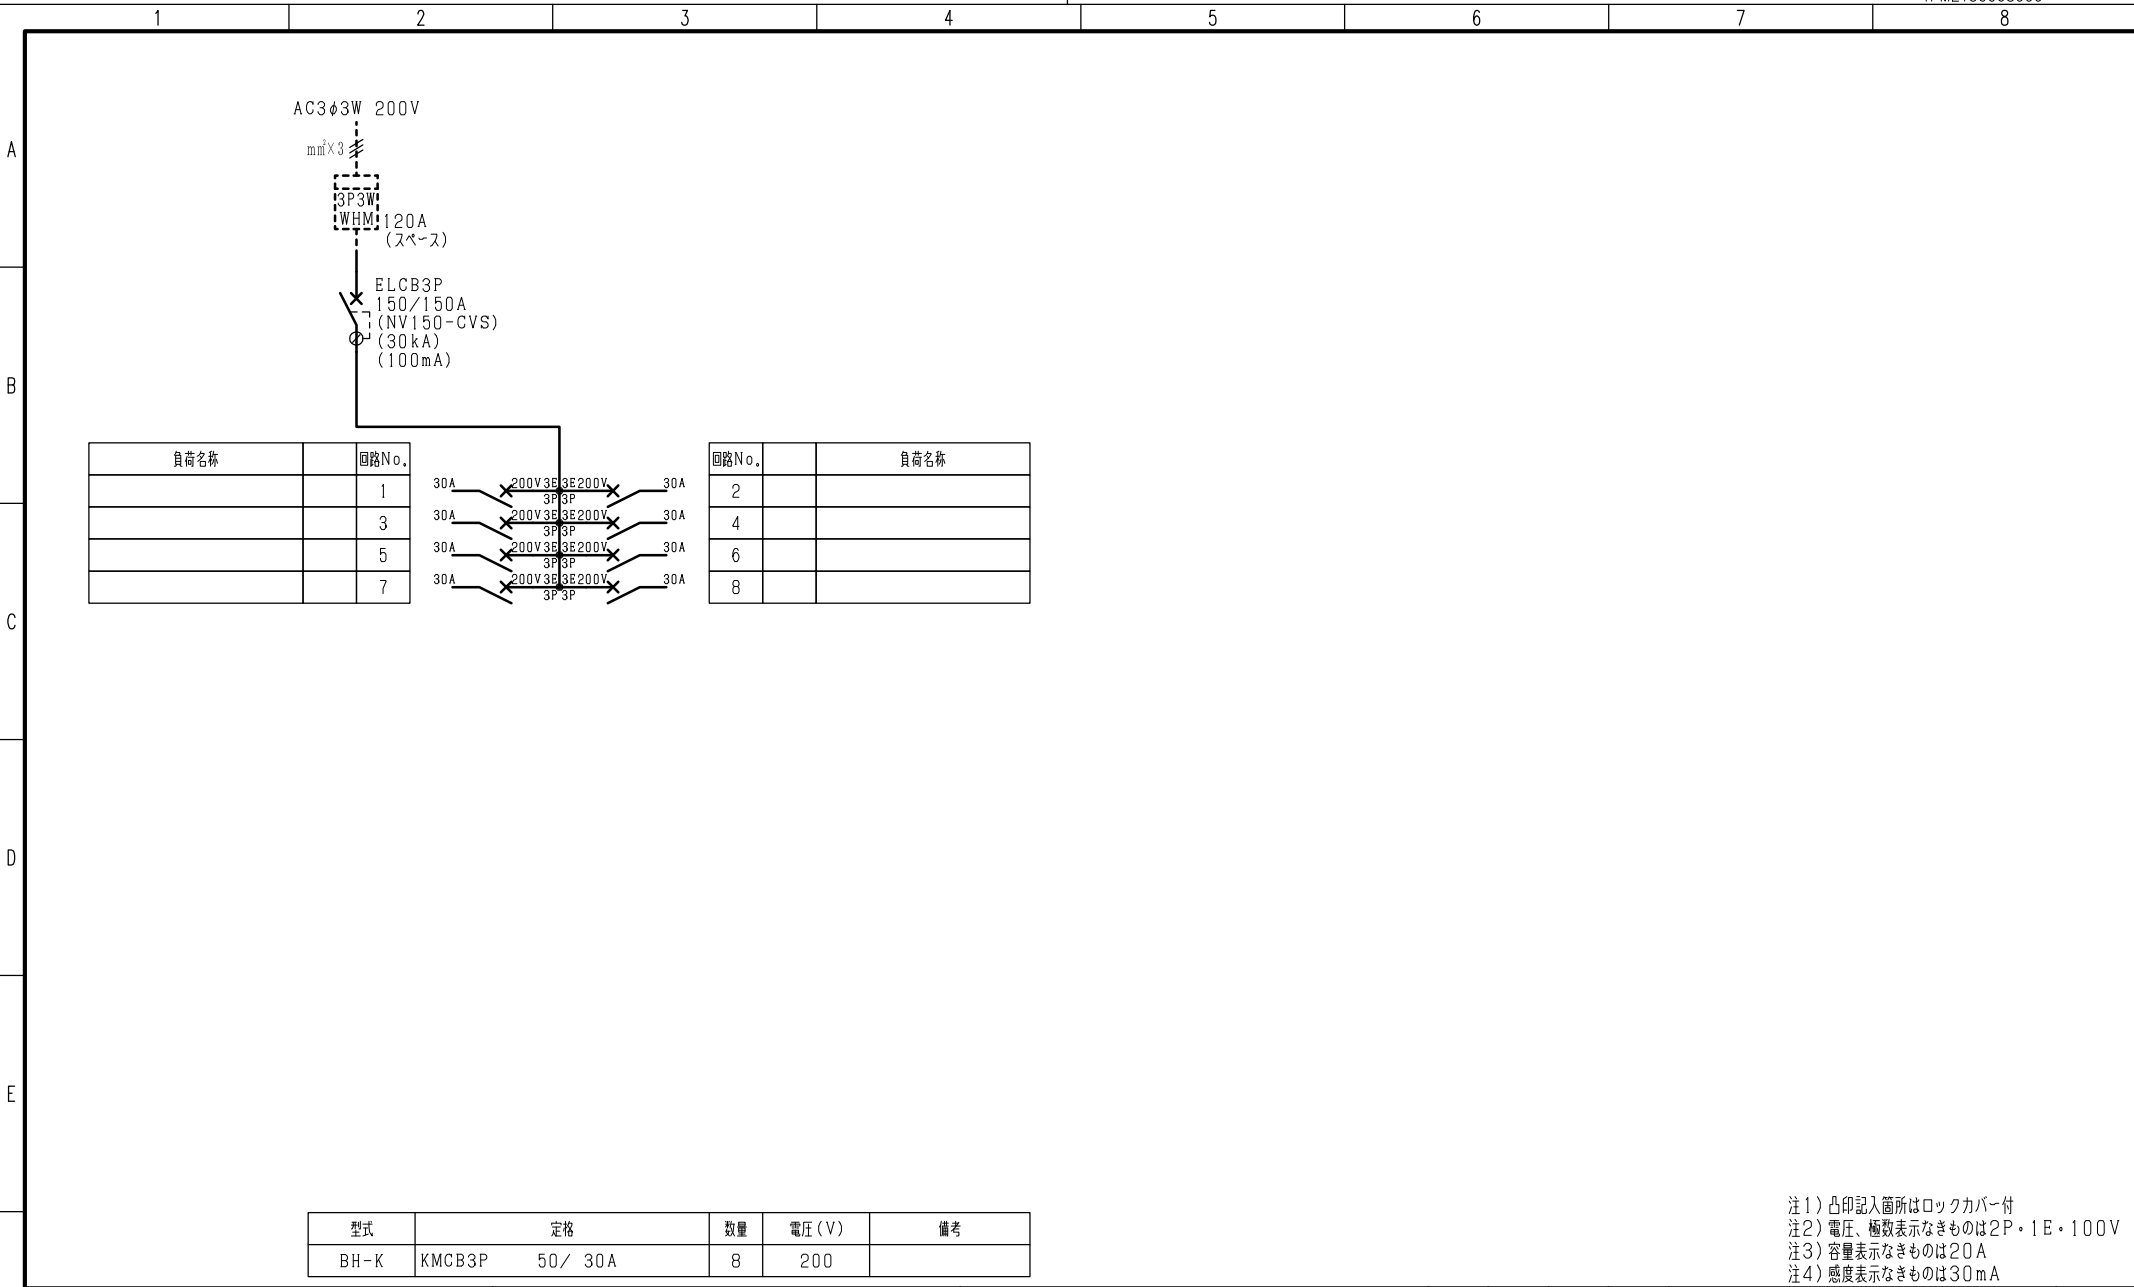 1 2 3 4 5 6 7 8
A
B
C
D
E
AC3φ3W 200V
mm²×3
3P3W
WHM
120A
(スペース)
ELCB3P
150/150A
(NV150-CVS)
(30kA)
(100mA)
負荷名称 回路No.
1
3
5
7
30A 200V 3E 3E 200V 30A
3P 3P
30A 200V 3E 3E 200V 30A
3P 3P
30A 200V 3E 3E 200V 30A
3P 3P
30A 200V 3E 3E 200V 30A
3P 3P
回路No. 負荷名称
2
4
6
8
型式 定格 数量 電圧(V) 備考
BH-K KMCB3P 50/ 30A 8 200
注1)凸印記入箇所はロックカバー付
注2)電圧、極数表示なきものは2P・1E・100V
注3)容量表示なきものは20A
注4)感度表示なきものは30mA